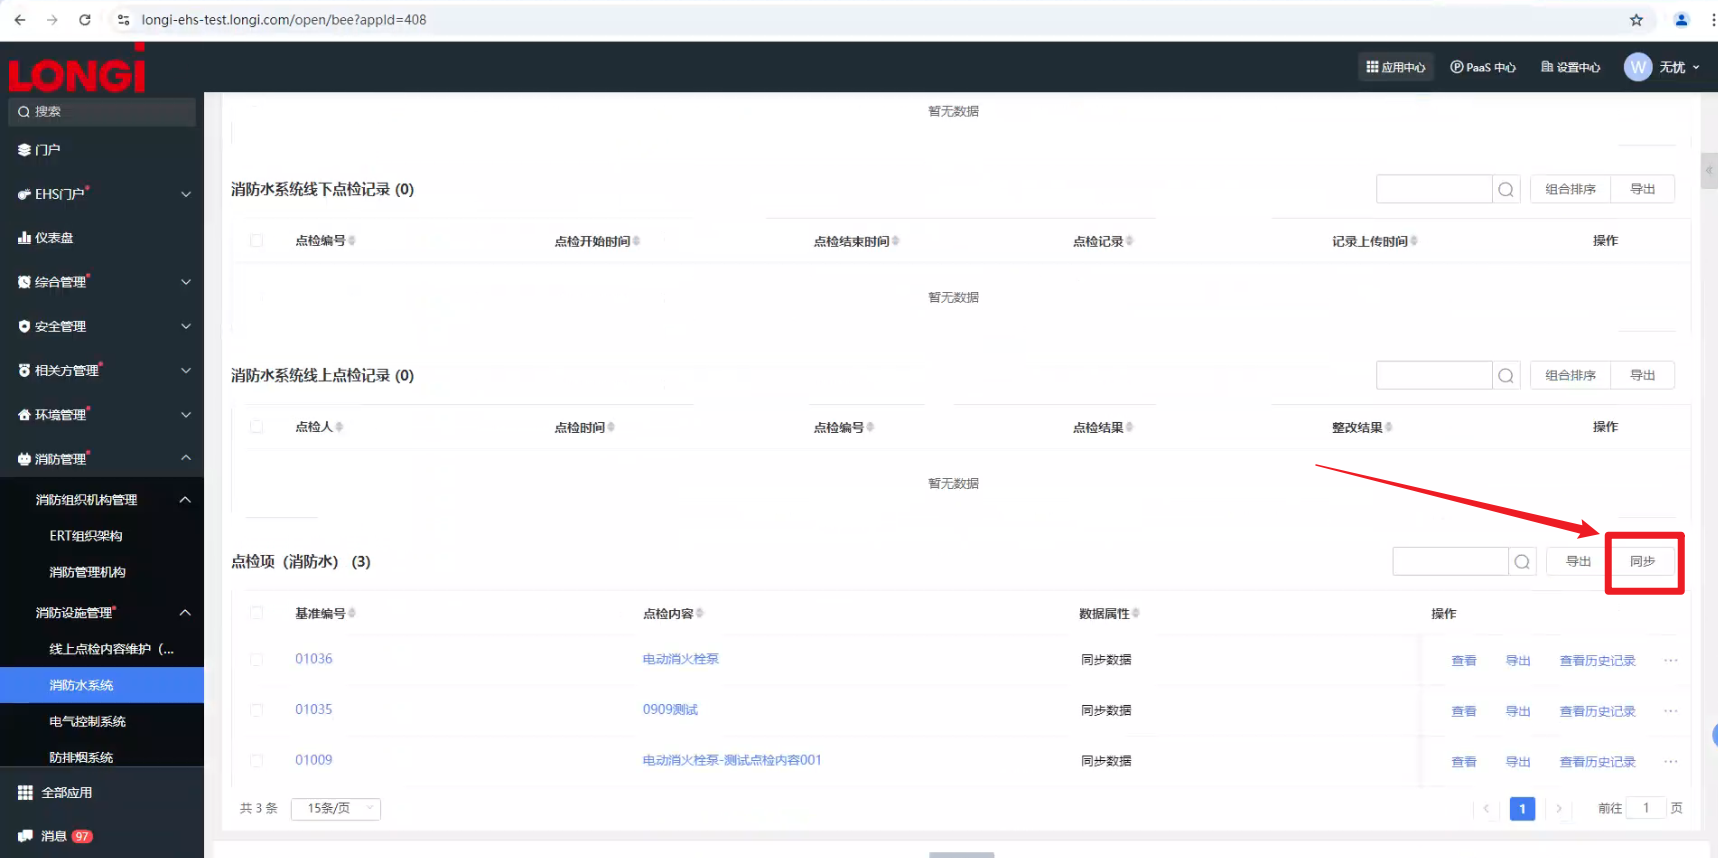 longi-ehs-test.longi.com/open/bee?appId=408
LONGi
应用中心
PaaS 中心
设置中心
W
无忧
搜索
门户
EHS门户
仪表盘
综合管理
安全管理
相关方管理
环境管理
消防管理
消防组织机构管理
ERT组织架构
消防管理机构
消防设施管理
线上点检内容维护（...
消防水系统
电气控制系统
防排烟系统
全部应用
消息 97
暂无数据
消防水系统线下点检记录 (0)
组合排序 导出
点检编号 点检开始时间 点检结束时间 点检记录 记录上传时间 操作
暂无数据
消防水系统线上点检记录 (0)
组合排序 导出
点检人 点检时间 点检编号 点检结果 整改结果 操作
暂无数据
点检项（消防水） (3)
导出 同步
基准编号 点检内容 数据属性 操作
01036 电动消火栓泵 同步数据 查看 导出 查看历史记录 ···
01035 0909测试 同步数据 查看 导出 查看历史记录 ···
01009 电动消火栓泵-测试点检内容001 同步数据 查看 导出 查看历史记录 ···
共 3 条 15条/页 1 前往 1 页